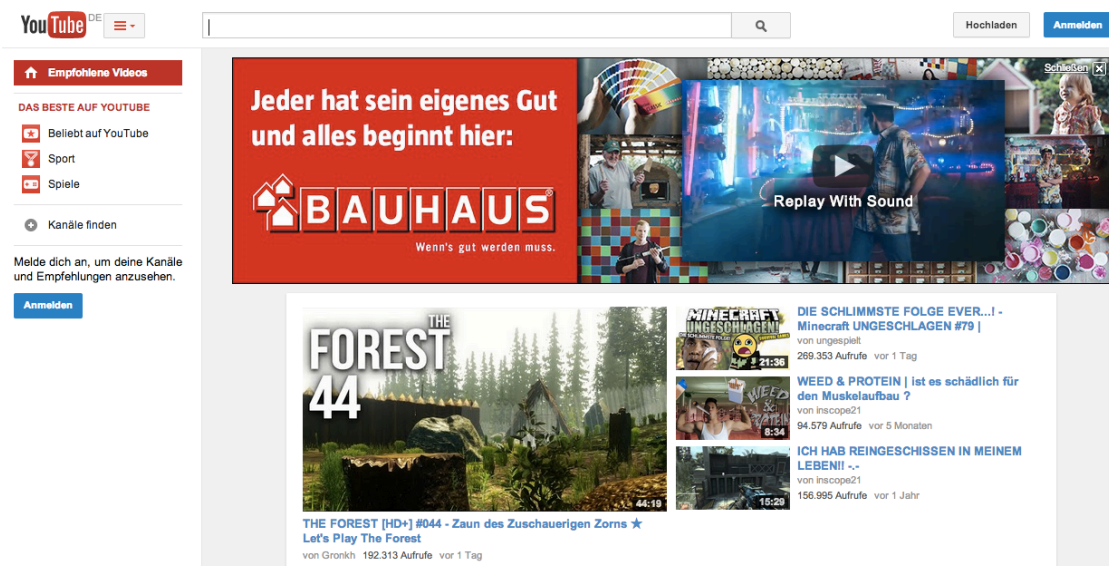 YouTube DE
Hochladen
Anmelden
Empfohlene Videos
DAS BESTE AUF YOUTUBE
Beliebt auf YouTube
Sport
Spiele
Kanäle finden
Melde dich an, um deine Kanäle
und Empfehlungen anzusehen.
Anmelden
Schließen
Jeder hat sein eigenes Gut
und alles beginnt hier:
BAUHAUS®
Wenn's gut werden muss.
Replay With Sound
THE
FOREST
44
44:19
THE FOREST [HD+] #044 - Zaun des Zuschauerigen Zorns ★
Let's Play The Forest
von Gronkh 192.313 Aufrufe vor 1 Tag
MINECRAFT
UNGESCHLAGEN!
DIE SCHLIMMSTE FOLGE!
21:36
DIE SCHLIMMSTE FOLGE EVER...! -
Minecraft UNGESCHLAGEN #79 |
von ungespielt
269.353 Aufrufe vor 1 Tag
WEED
&
PROTEIN
8:34
WEED & PROTEIN | ist es schädlich für
den Muskelaufbau ?
von inscope21
94.579 Aufrufe vor 5 Monaten
15:29
ICH HAB REINGESCHISSEN IN MEINEM
LEBEN!! -.-
von inscope21
156.995 Aufrufe vor 1 Jahr